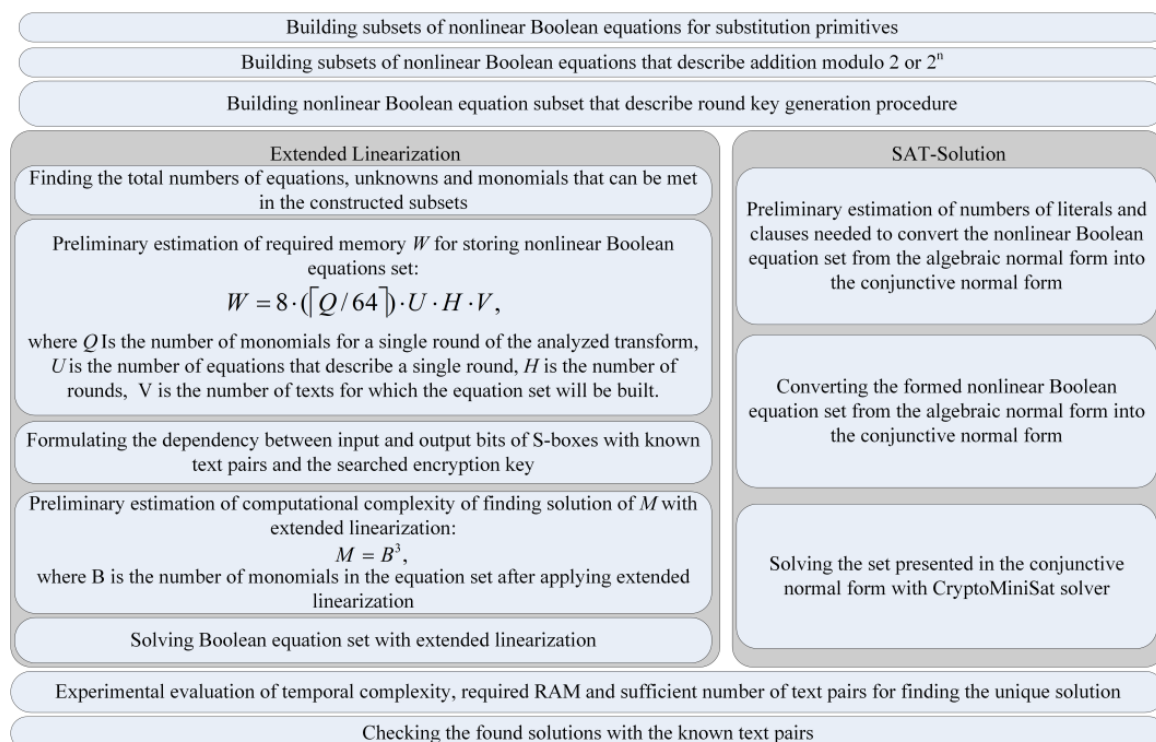 Building subsets of nonlinear Boolean equations for substitution primitives
Building subsets of nonlinear Boolean equations that describe addition modulo 2 or 2ⁿ
Building nonlinear Boolean equation subset that describe round key generation procedure
Extended Linearization
Finding the total numbers of equations, unknowns and monomials that can be met
in the constructed subsets
Preliminary estimation of required memory W for storing nonlinear Boolean
equations set:
W = 8 · (⌈Q / 64⌉) · U · H · V,
where Q Is the number of monomials for a single round of the analyzed transform,
U is the number of equations that describe a single round, H is the number of
rounds, V is the number of texts for which the equation set will be built.
Formulating the dependency between input and output bits of S-boxes with known
text pairs and the searched encryption key
Preliminary estimation of computational complexity of finding solution of M with
extended linearization:
M = B³,
where B is the number of monomials in the equation set after applying extended
linearization
Solving Boolean equation set with extended linearization
SAT-Solution
Preliminary estimation of numbers of literals and
clauses needed to convert the nonlinear Boolean
equation set from the algebraic normal form into
the conjunctive normal form
Converting the formed nonlinear Boolean
equation set from the algebraic normal form into
the conjunctive normal form
Solving the set presented in the conjunctive
normal form with CryptoMiniSat solver
Experimental evaluation of temporal complexity, required RAM and sufficient number of text pairs for finding the unique solution
Checking the found solutions with the known text pairs